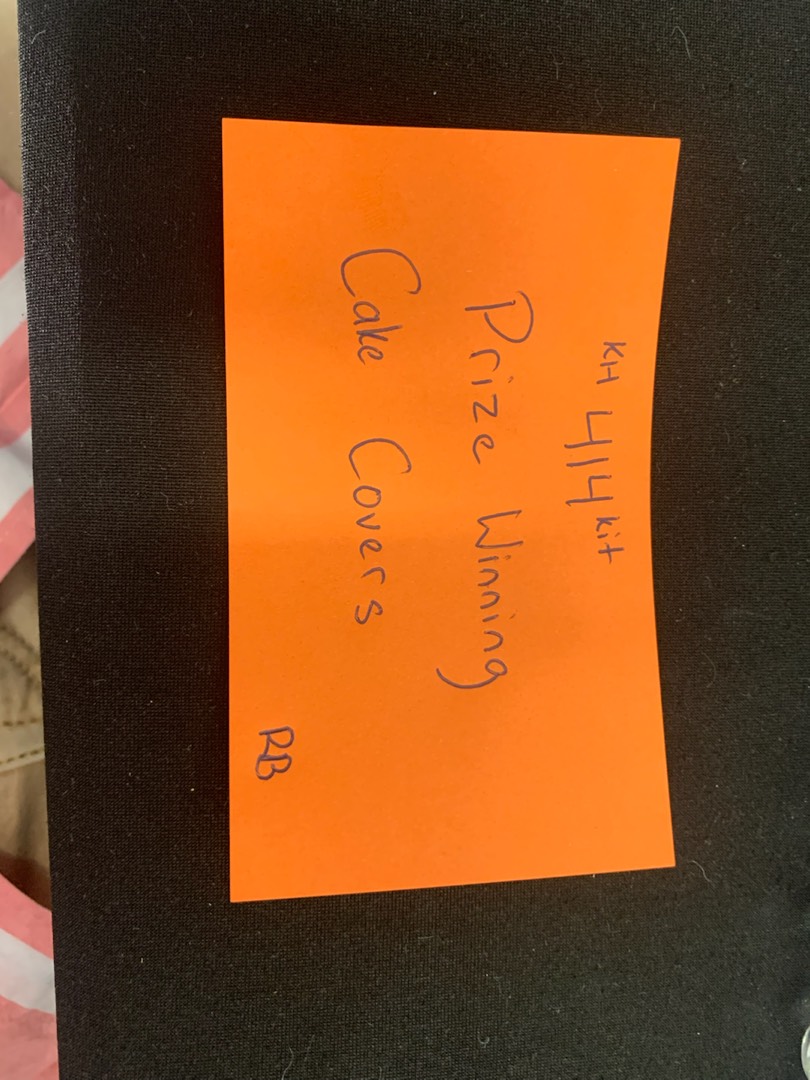 KH 414 kit
Prize Winning
Cake Covers
RB